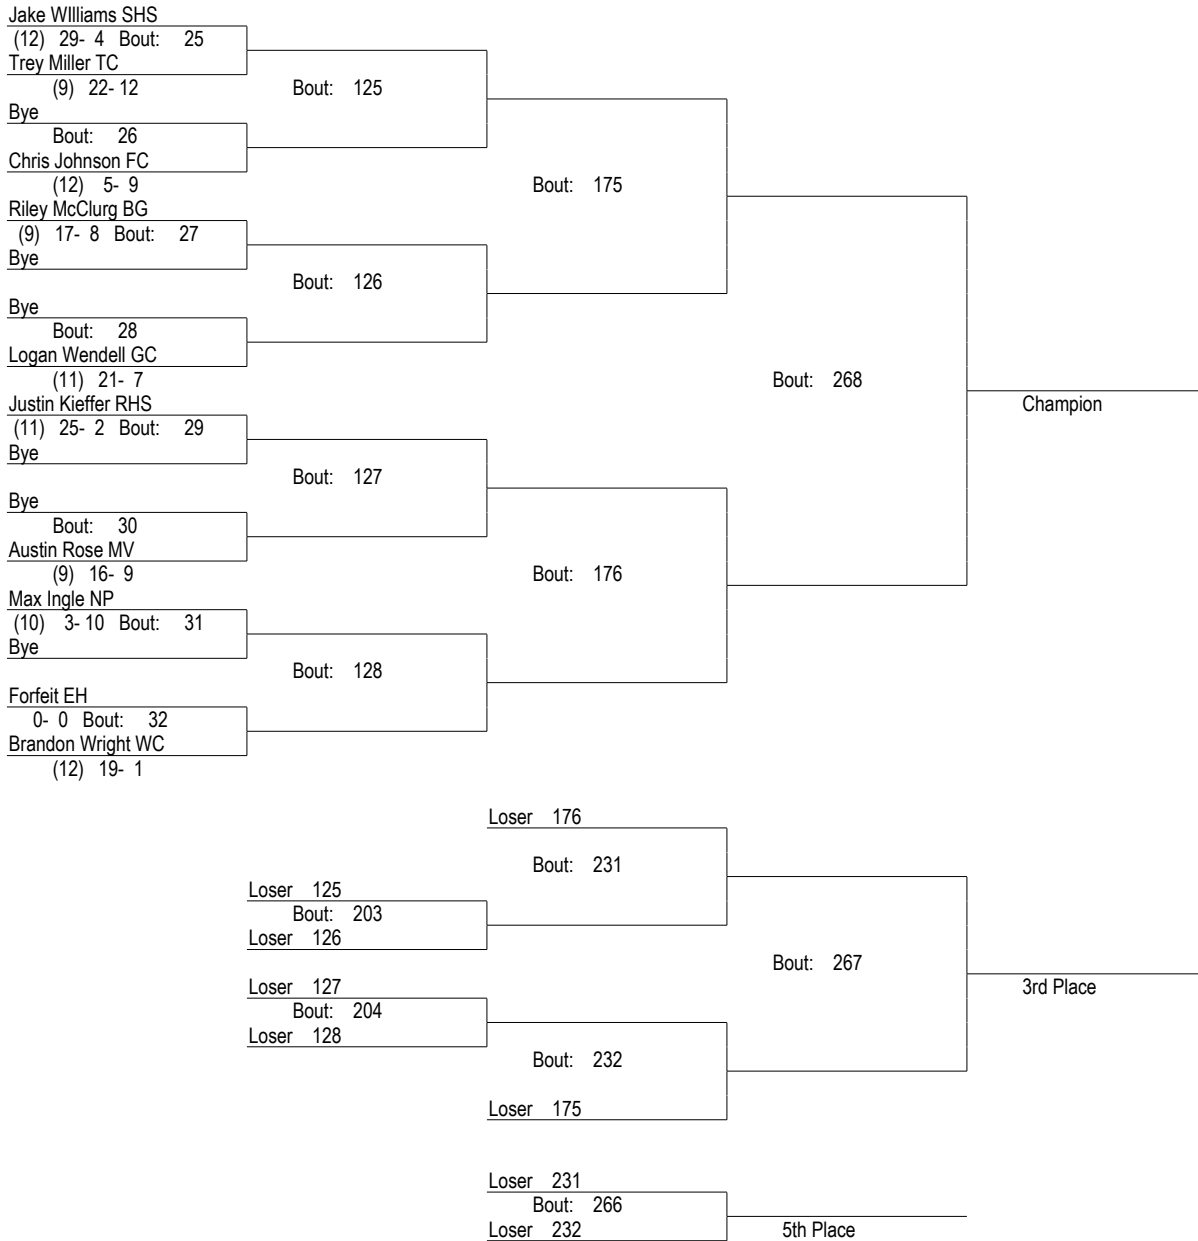 Jake WIlliams SHS
(12) 29- 4 Bout: 25
Trey Miller TC
(9) 22- 12
Bout: 125
Bye
Bout: 26
Chris Johnson FC
(12) 5- 9
Bout: 175
Riley McClurg BG
(9) 17- 8 Bout: 27
Bye
Bout: 126
Bye
Bout: 28
Logan Wendell GC
(11) 21- 7
Bout: 268
Champion
Justin Kieffer RHS
(11) 25- 2 Bout: 29
Bye
Bout: 127
Bye
Bout: 30
Austin Rose MV
(9) 16- 9
Bout: 176
Max Ingle NP
(10) 3- 10 Bout: 31
Bye
Bout: 128
Forfeit EH
0- 0 Bout: 32
Brandon Wright WC
(12) 19- 1
Loser 176
Bout: 231
Loser 125
Bout: 203
Loser 126
Bout: 267
3rd Place
Loser 127
Bout: 204
Loser 128
Bout: 232
Loser 175
Loser 231
Bout: 266
Loser 232
5th Place